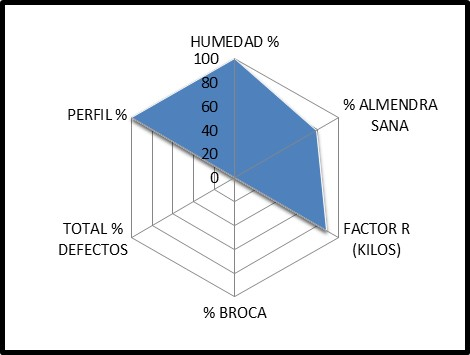 HUMEDAD %
100
80
60
40
20
0
% ALMENDRA
SANA
FACTOR R
(KILOS)
% BROCA
TOTAL %
DEFECTOS
PERFIL %